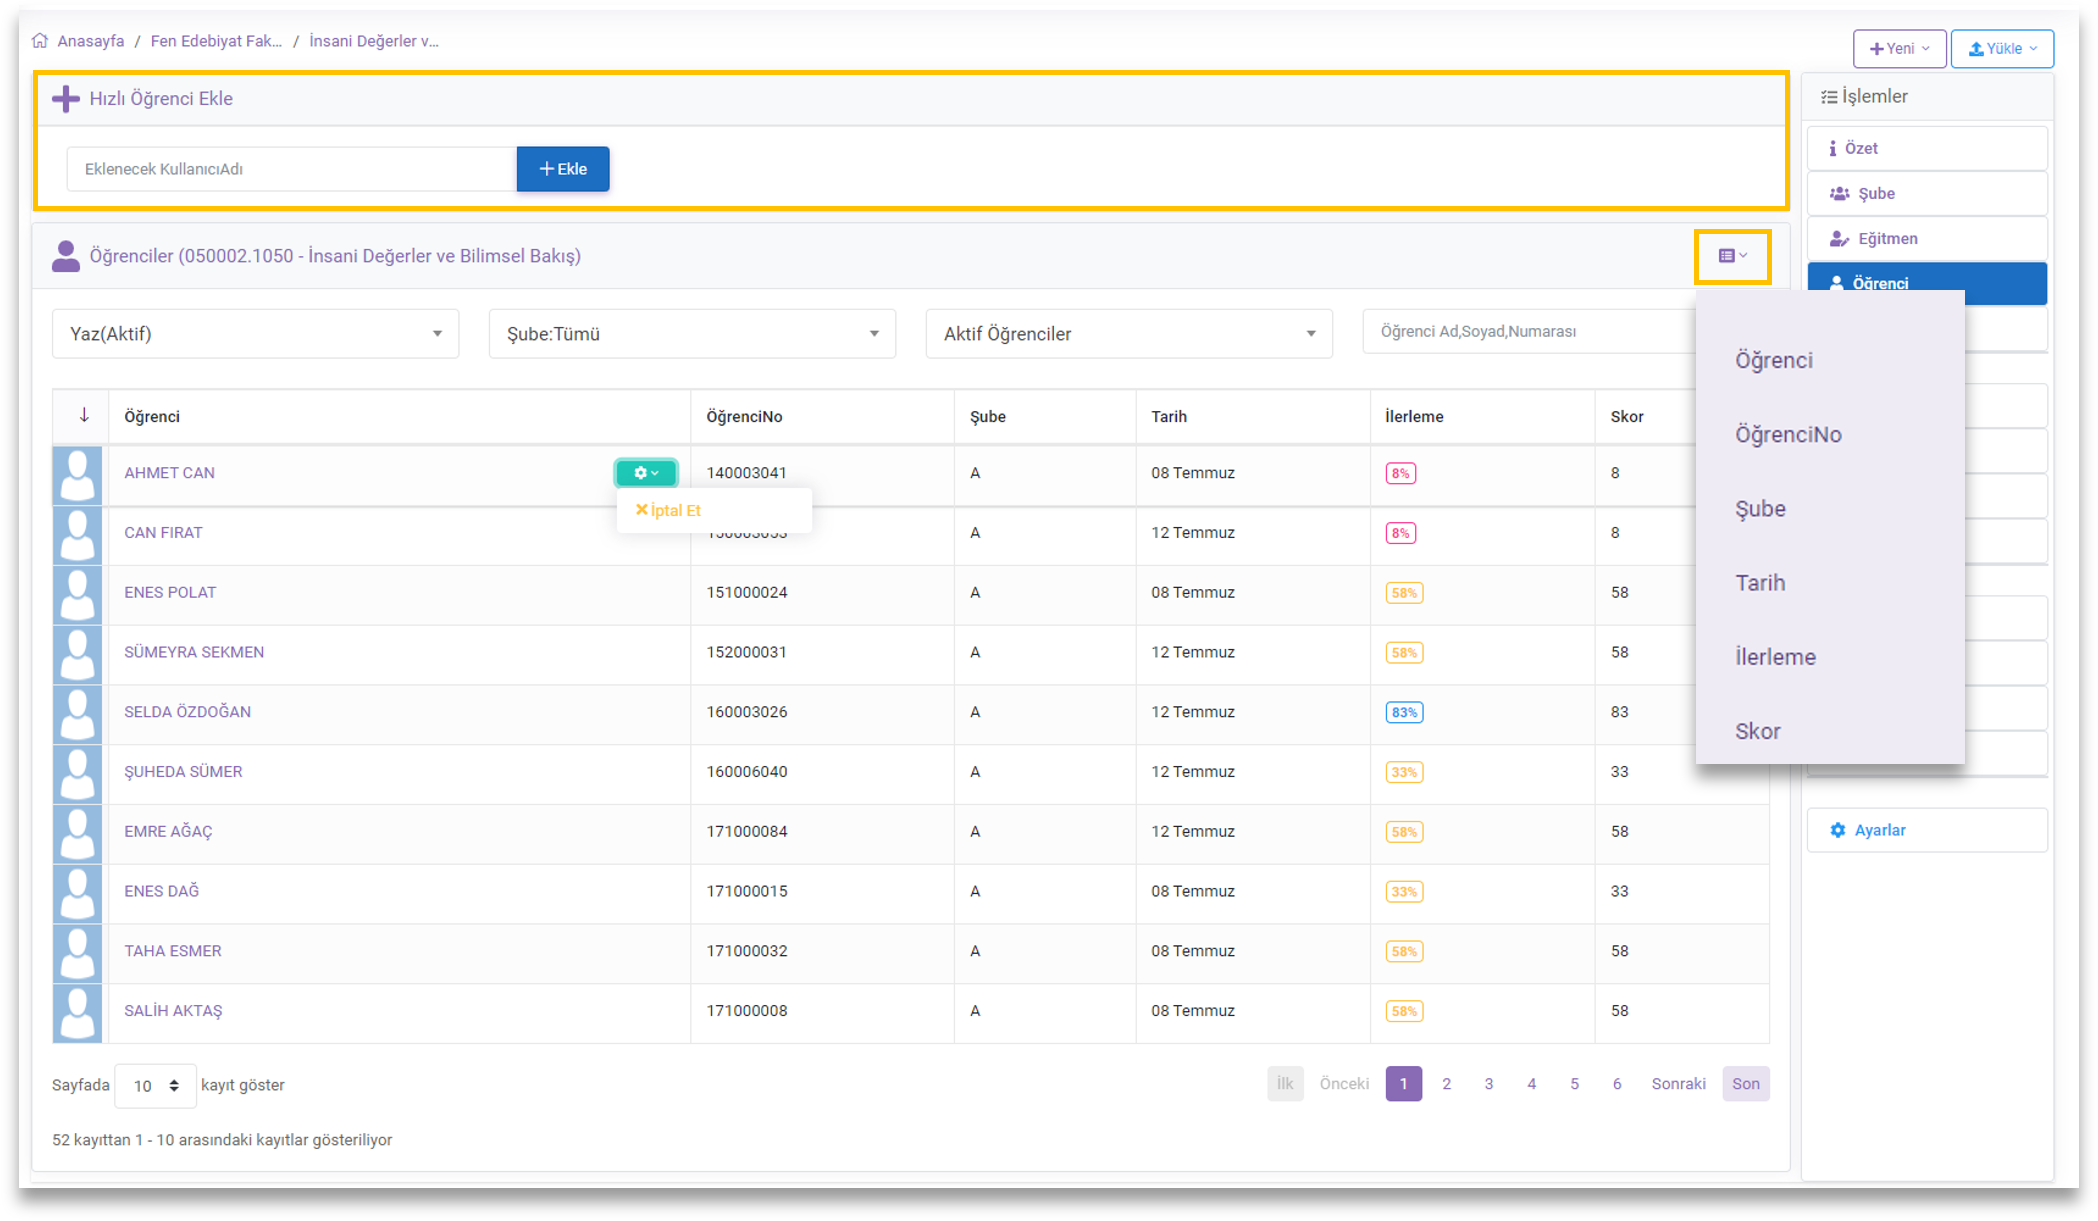 Anasayfa / Fen Edebiyat Fak... / İnsani Değerler v...
Yeni
Yükle
Hızlı Öğrenci Ekle
Eklenecek KullanıcıAdı
Ekle
Öğrenciler (050002.1050 - İnsani Değerler ve Bilimsel Bakış)
Yaz(Aktif)
Şube:Tümü
Aktif Öğrenciler
Öğrenci Ad,Soyad,Numarası
Öğrenci ÖğrenciNo Şube Tarih İlerleme Skor
AHMET CAN 140003041 A 08 Temmuz 8% 8
İptal Et
CAN FIRAT A 12 Temmuz 8% 8
ENES POLAT 151000024 A 08 Temmuz 58% 58
SÜMEYRA SEKMEN 152000031 A 12 Temmuz 58% 58
SELDA ÖZDOĞAN 160003026 A 12 Temmuz 83% 83
ŞUHEDA SÜMER 160006040 A 12 Temmuz 33% 33
EMRE AĞAÇ 171000084 A 12 Temmuz 58% 58
ENES DAĞ 171000015 A 08 Temmuz 33% 33
TAHA ESMER 171000032 A 08 Temmuz 58% 58
SALİH AKTAŞ 171000008 A 08 Temmuz 58% 58
Sayfada 10 kayıt göster
İlk Önceki 1 2 3 4 5 6 Sonraki Son
52 kayıttan 1 - 10 arasındaki kayıtlar gösteriliyor
İşlemler
Özet
Şube
Eğitmen
Öğrenci
Öğrenci
ÖğrenciNo
Şube
Tarih
İlerleme
Skor
Ayarlar